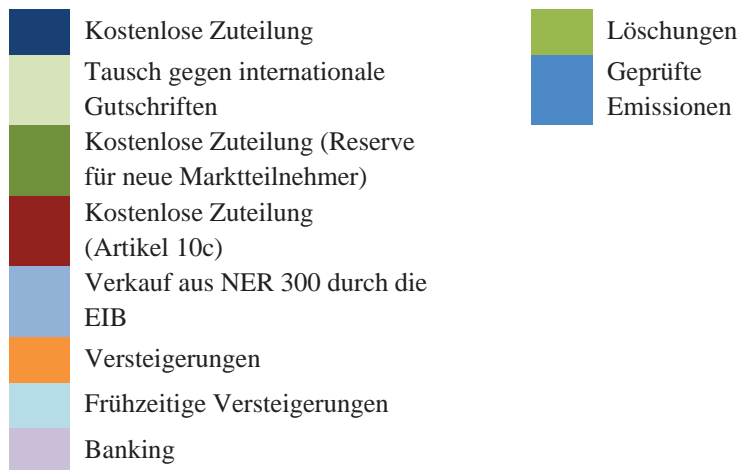 Kostenlose Zuteilung
Tausch gegen internationale
Gutschriften
Kostenlose Zuteilung (Reserve
für neue Marktteilnehmer)
Kostenlose Zuteilung
(Artikel 10c)
Verkauf aus NER 300 durch die
EIB
Versteigerungen
Frühzeitige Versteigerungen
Banking
Löschungen
Geprüfte
Emissionen